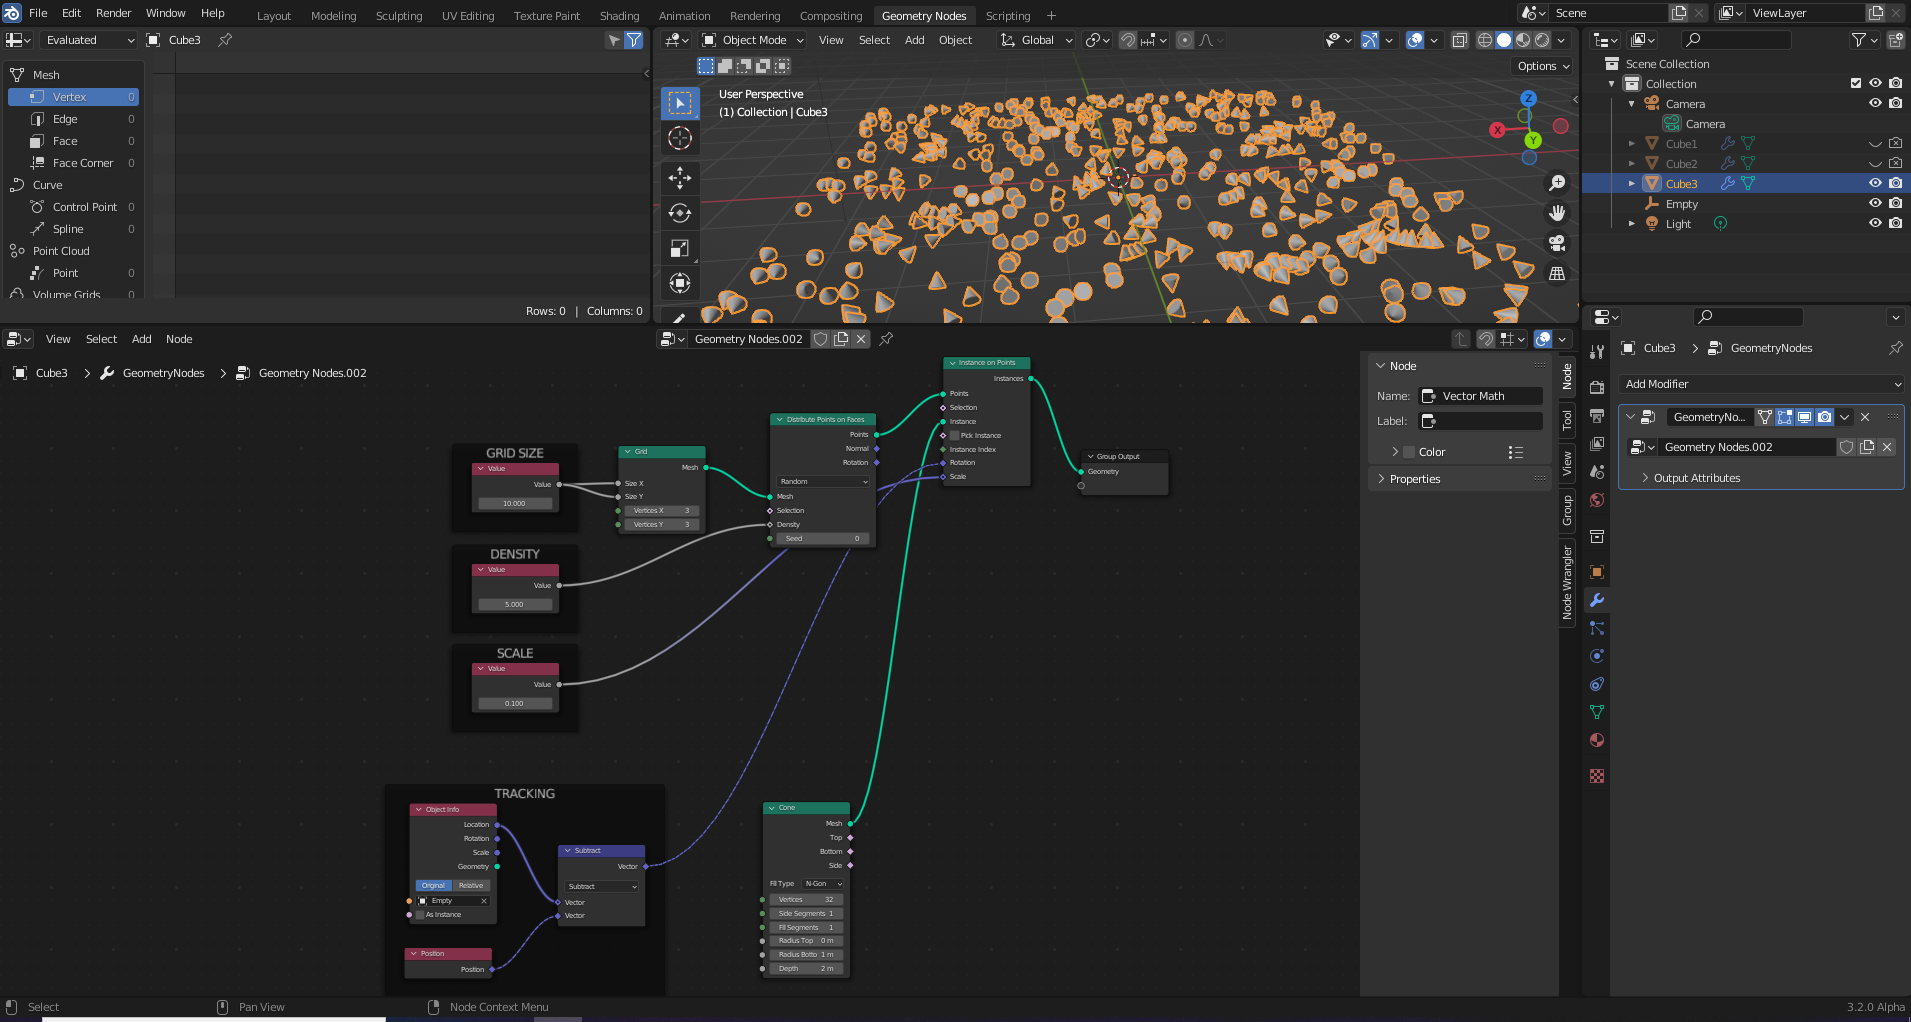 File Edit Render Window Help Layout Modeling Sculpting UV Editing Texture Paint Shading Animation Rendering Compositing Geometry Nodes Scripting + Scene ViewLayer
Evaluated Cube3
Mesh
Vertex 0
Edge 0
Face 0
Face Corner 0
Curve
Control Point 0
Spline 0
Point Cloud
Point 0
Volume Grids
Rows: 0 | Columns: 0
Object Mode View Select Add Object Global
Options
User Perspective
(1) Collection | Cube3
X
Y
Z
Scene Collection
Collection
Camera
Camera
Cube1
Cube2
Cube3
Empty
Light
View Select Add Node Geometry Nodes.002
Cube3 > GeometryNodes > Geometry Nodes.002
GRID SIZE
Value
Value
10.000
DENSITY
Value
Value
5.000
SCALE
Value
Value
0.100
Grid
Mesh
Size X
Size Y
Vertices X 3
Vertices Y 3
Distribute Points on Faces
Points
Normal
Rotation
Random
Mesh
Selection
Density
Seed 0
Instance on Points
Instances
Points
Selection
Instance
Pick Instance
Instance Index
Rotation
Scale
Group Output
Geometry
TRACKING
Object Info
Location
Rotation
Scale
Geometry
Original Relative
Empty
As Instance
Position
Position
Subtract
Vector
Subtract
Vector
Vector
Cone
Mesh
Top
Bottom
Side
Fill Type N-Gon
Vertices 32
Side Segments 1
Fill Segments 1
Radius Top 0 m
Radius Botto 1 m
Depth 2 m
Node
Name: Vector Math
Label:
Color
Properties
Node
Tool
View
Group
Node Wrangler
Cube3 > GeometryNodes
Add Modifier
GeometryNo...
Geometry Nodes.002
Output Attributes
Select Pan View Node Context Menu 3.2.0 Alpha